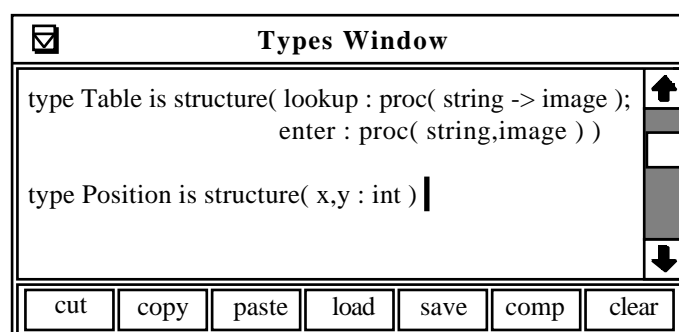 Types Window
type Table is structure( lookup : proc( string -> image );
enter : proc( string,image ) )
type Position is structure( x,y : int )
cut copy paste load save comp clear